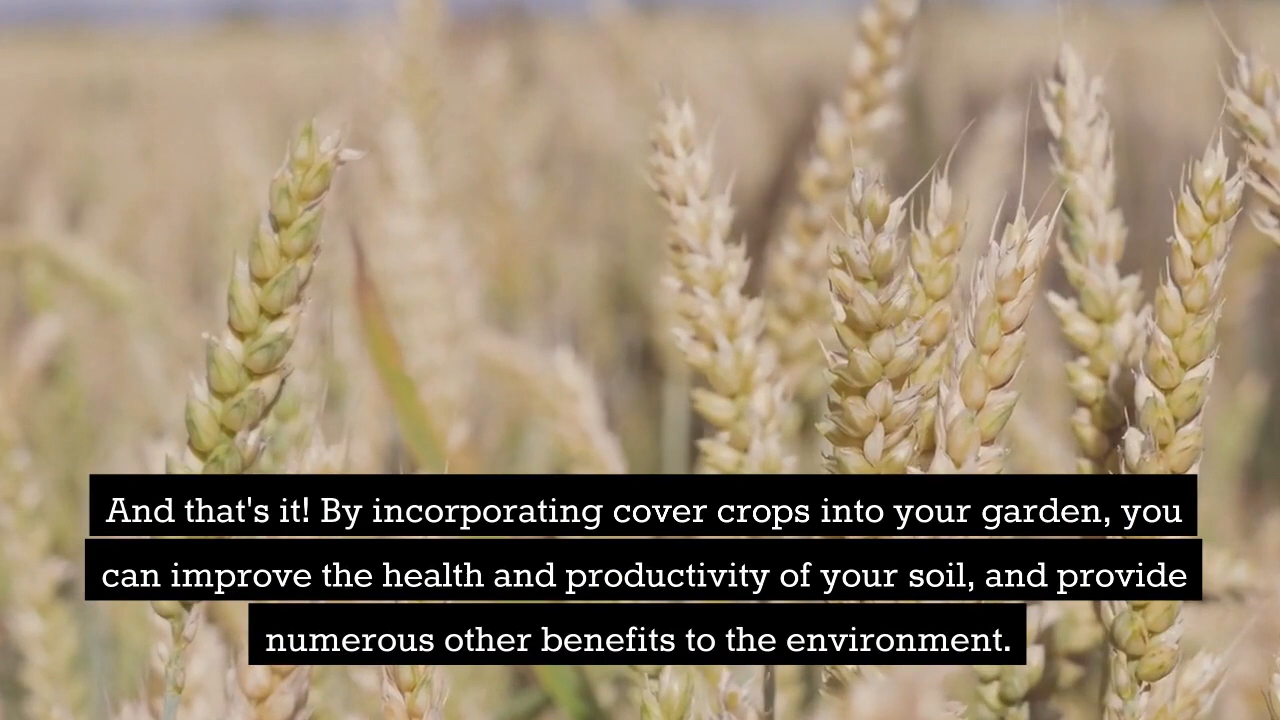 And that's it! By incorporating cover crops into your garden, you
can improve the health and productivity of your soil, and provide
numerous other benefits to the environment.